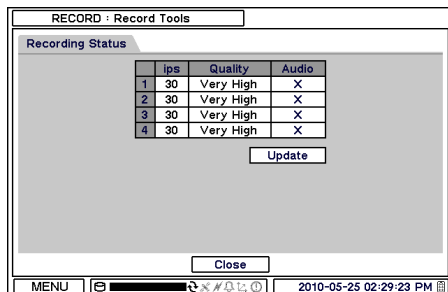 RECORD : Record Tools
Recording Status
ips Quality Audio
1 30 Very High X
2 30 Very High X
3 30 Very High X
4 30 Very High X
Update
Close
MENU 2010-05-25 02:29:23 PM